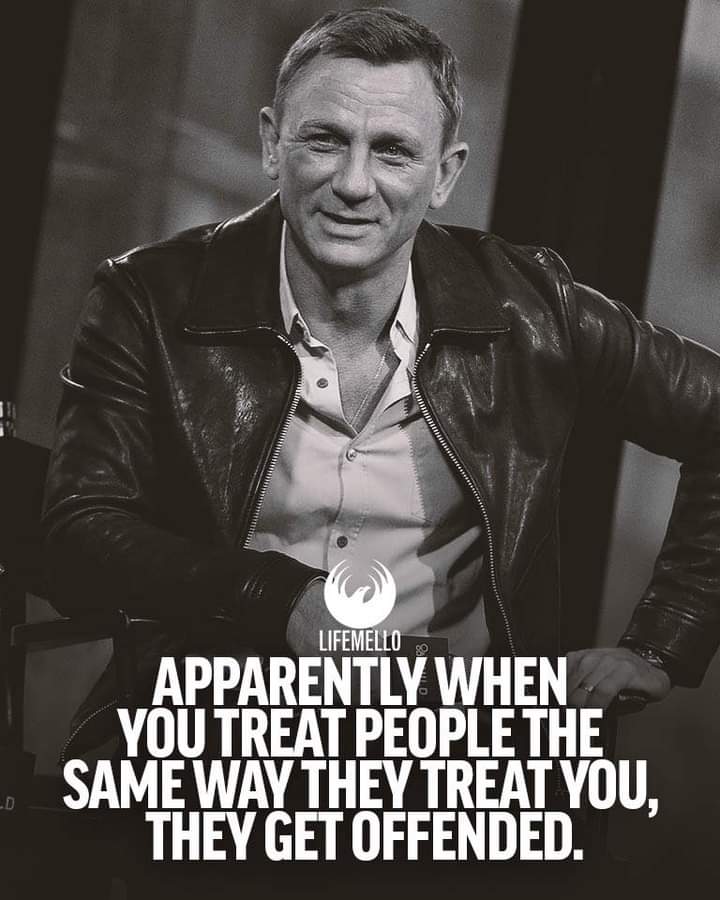 LIFEMELLO
APPARENTLY WHEN
YOU TREAT PEOPLE THE
SAME WAY THEY TREAT YOU,
THEY GET OFFENDED.